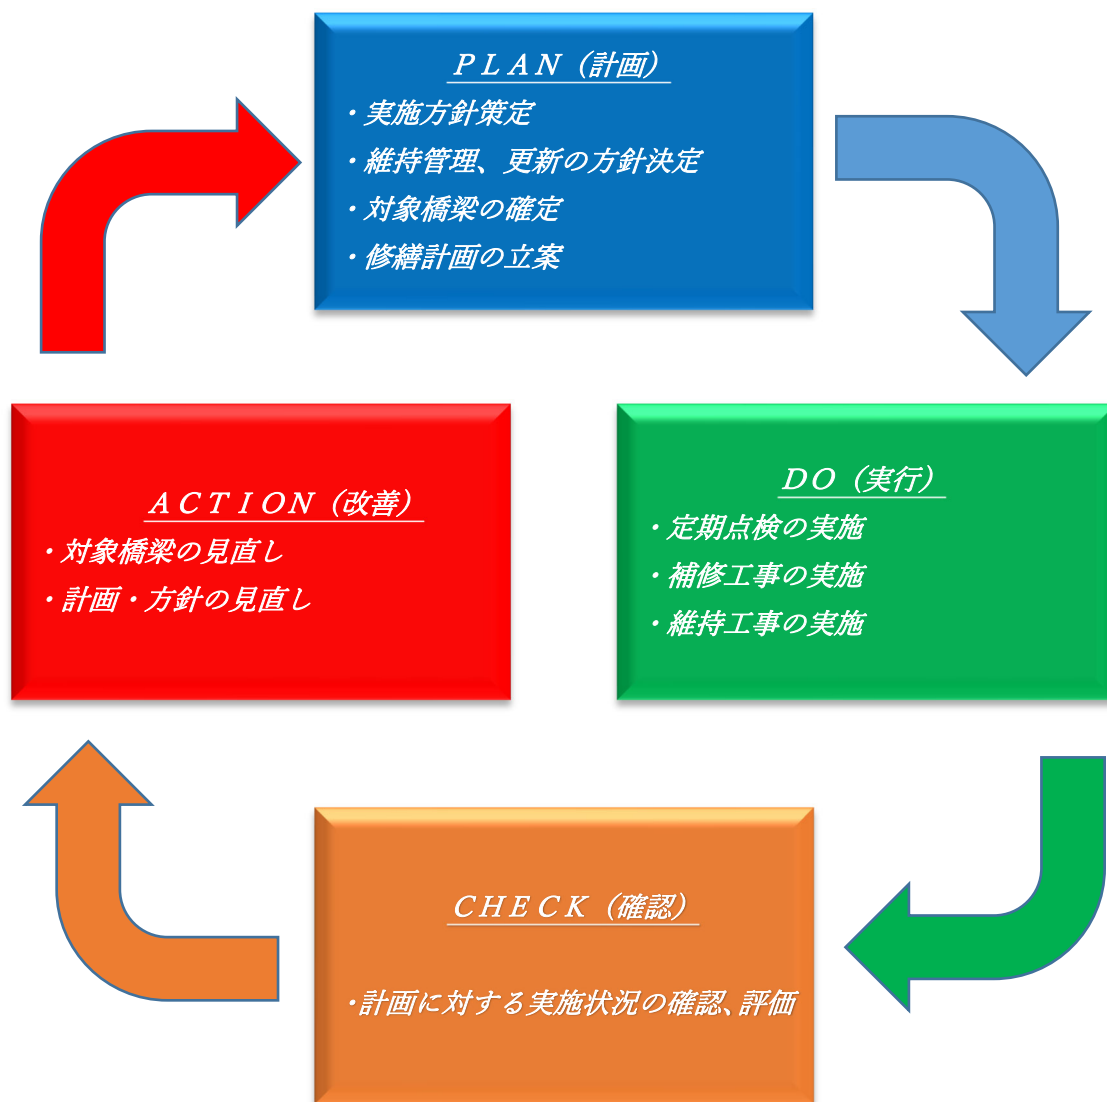 ＰＬＡＮ（計画）
・実施方針策定
・維持管理、更新の方針決定
・対象橋梁の確定
・修繕計画の立案
ＡＣＴＩＯＮ（改善）
・対象橋梁の見直し
・計画・方針の見直し
ＤＯ（実行）
・定期点検の実施
・補修工事の実施
・維持工事の実施
ＣＨＥＣＫ（確認）
・計画に対する実施状況の確認、評価